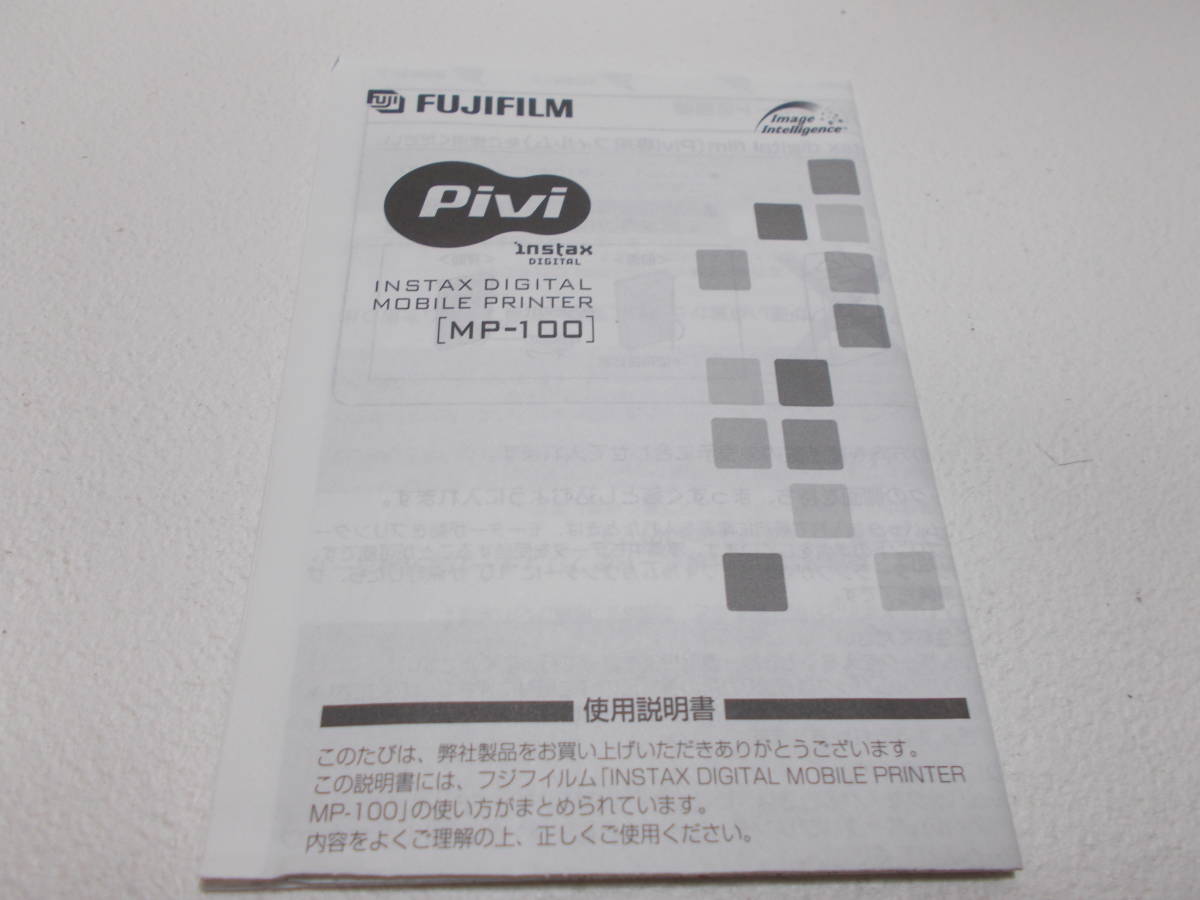 FUJI FUJIFILM
Image
Intelligence™
Pivi
instax
DIGITAL
INSTAX DIGITAL
MOBILE PRINTER
[MP-100]
使用説明書
このたびは、弊社製品をお買い上げいただきありがとうございます。
この説明書には、フジフイルム「INSTAX DIGITAL MOBILE PRINTER
MP-100」の使い方がまとめられています。
内容をよくご理解の上、正しくご使用ください。